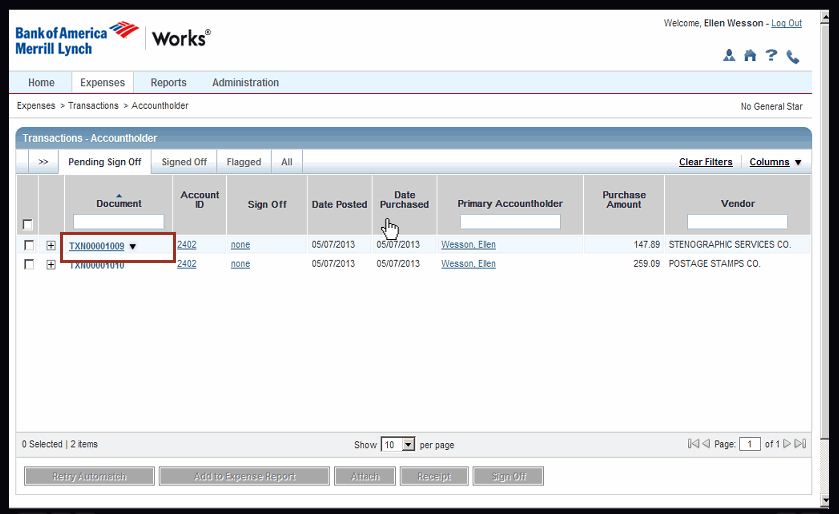 Bank of America
Merrill Lynch
Works®
Welcome, Ellen Wesson - Log Out
Home Expenses Reports Administration
Expenses > Transactions > Accountholder
No General Star
Transactions - Accountholder
>> Pending Sign Off Signed Off Flagged All Clear Filters Columns
Document Account ID Sign Off Date Posted Date Purchased Primary Accountholder Purchase Amount Vendor
TXN00001009 2402 none 05/07/2013 05/07/2013 Wesson, Ellen 147.89 STENOGRAPHIC SERVICES CO.
TXN00001010 2402 none 05/07/2013 05/07/2013 Wesson, Ellen 259.09 POSTAGE STAMPS CO.
0 Selected | 2 items Show 10 per page Page: 1 of 1
Retry Automatch Add to Expense Report Attach Receipt Sign Off